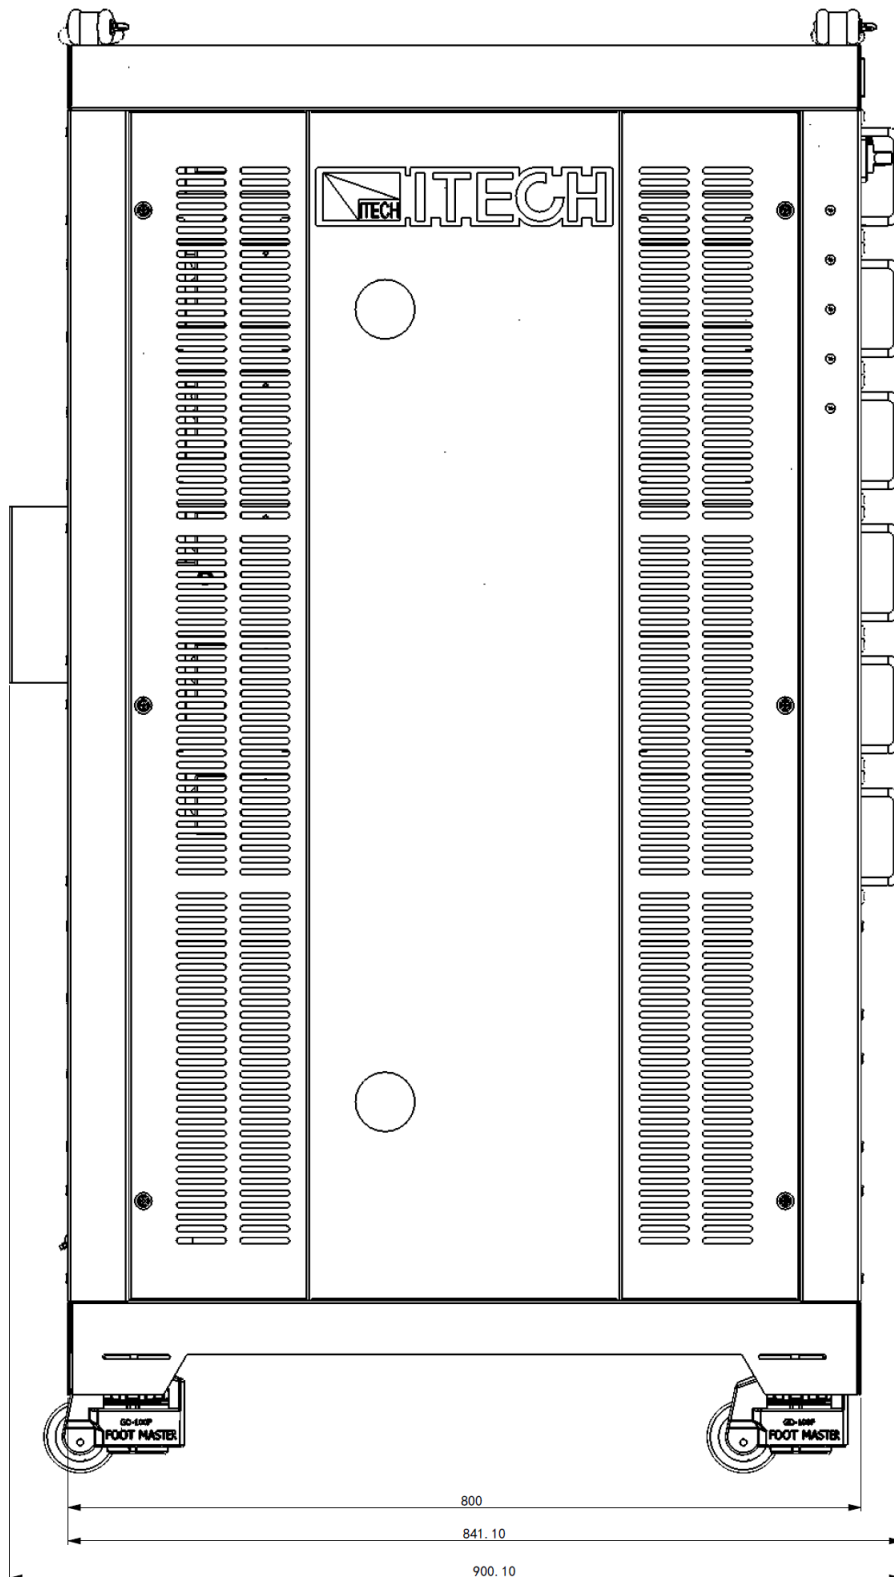 ITECH ITECH
GD-100F
FOOT MASTER
GD-100F
FOOT MASTER
800
841.10
900.10